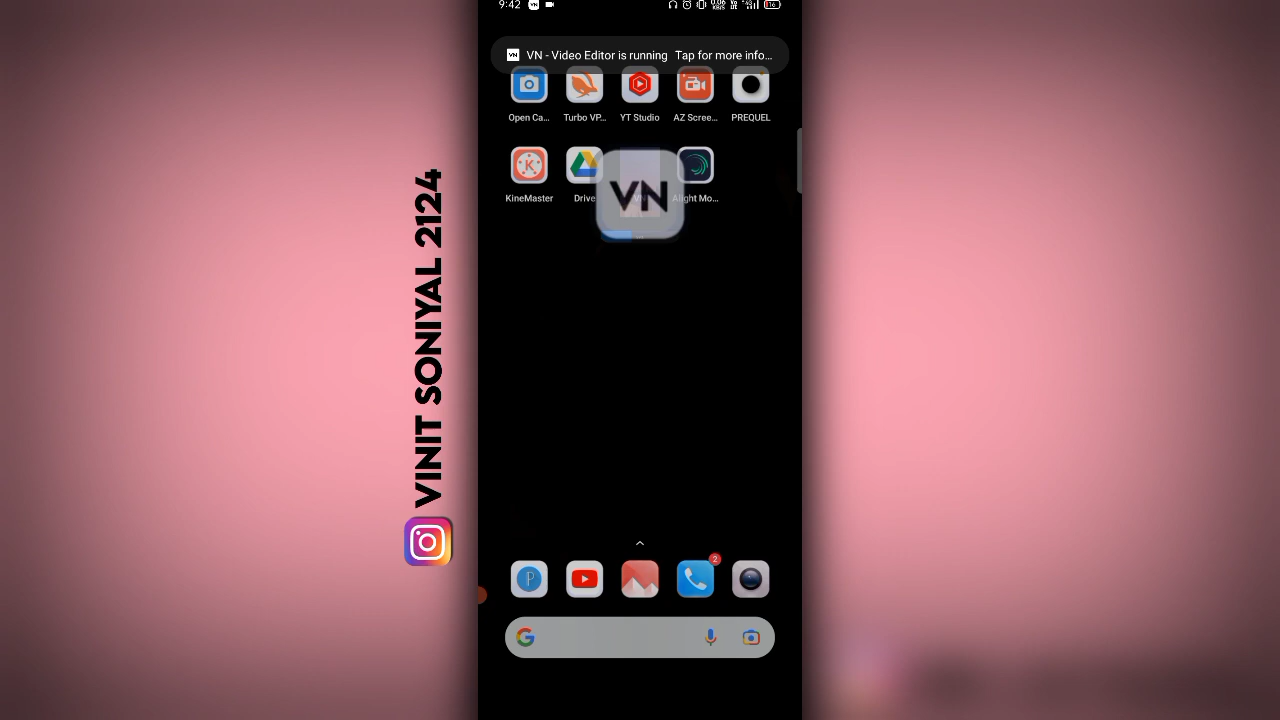 9:42
VN - Video Editor is running Tap for more info...
Open Ca...
Turbo VP...
YT Studio
AZ Scree...
PREQUEL
KineMaster
Drive
VN
Alight Mo...
2
VINIT SONIYAL 2124